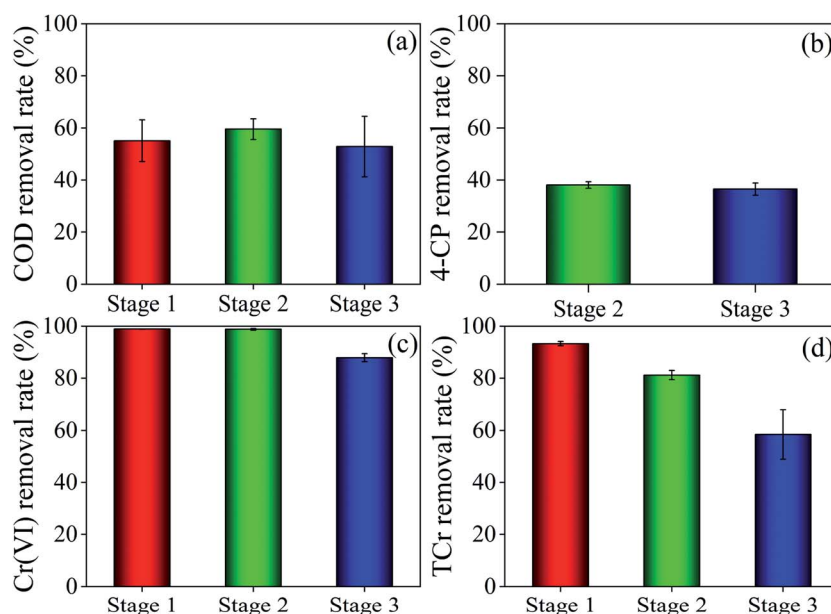 COD removal rate (%)
100
80
60
40
20
0
(a)
Stage 1 Stage 2 Stage 3
4-CP removal rate (%)
100
80
60
40
20
0
(b)
Stage 2 Stage 3
Cr(VI) removal rate (%)
100
80
60
40
20
0
(c)
Stage 1 Stage 2 Stage 3
TCr removal rate (%)
100
80
60
40
20
0
(d)
Stage 1 Stage 2 Stage 3